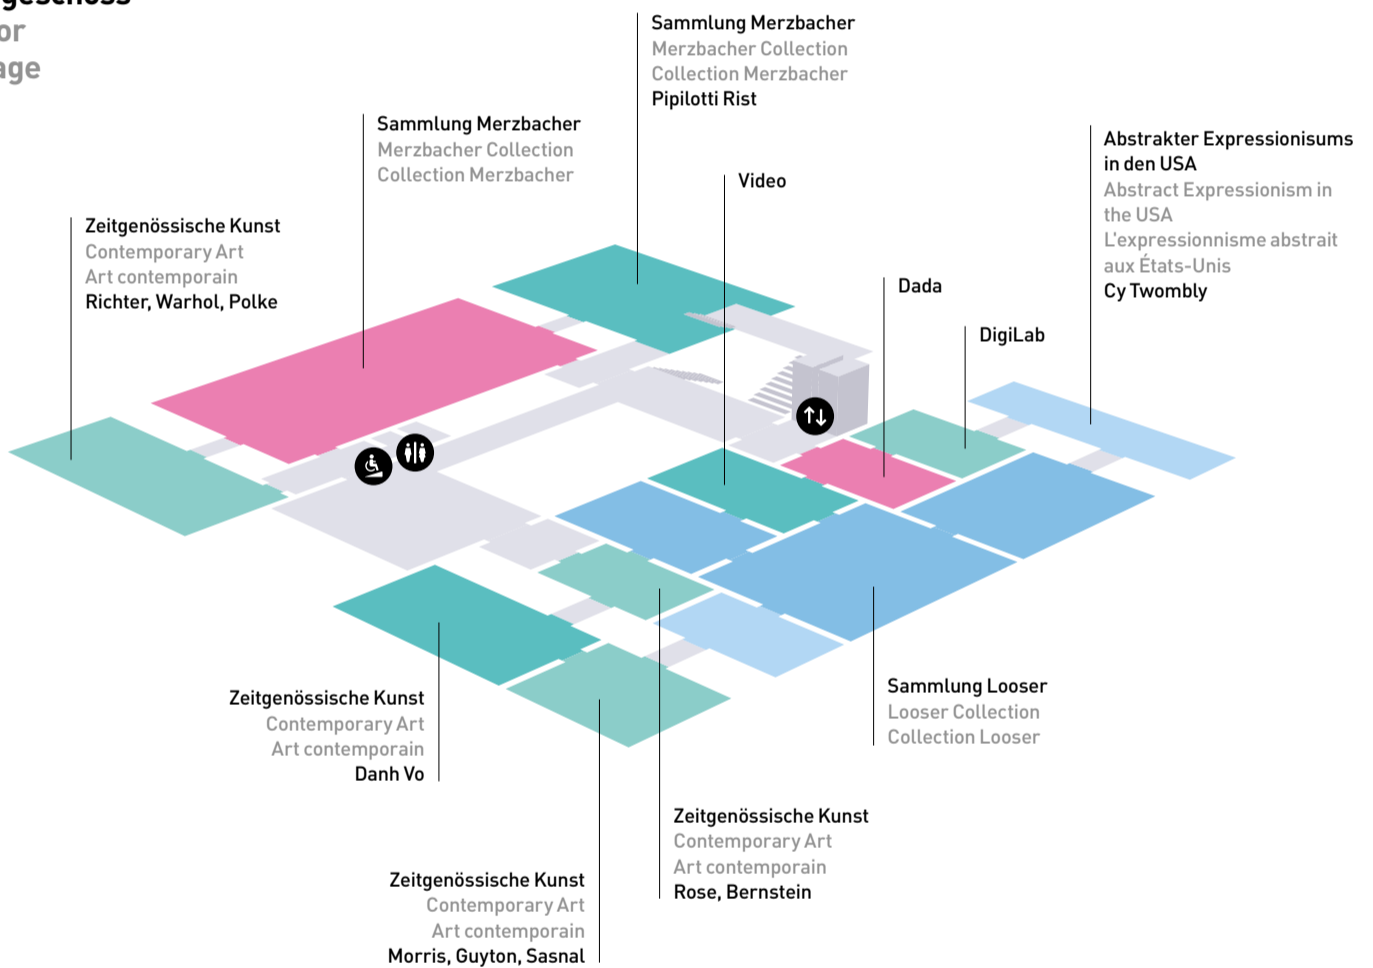 or
Sammlung Merzbacher
Merzbacher Collection
Collection Merzbacher
Pipilotti Rist
Sammlung Merzbacher
Merzbacher Collection
Collection Merzbacher
Abstrakter Expressionisums
in den USA
Abstract Expressionism in
the USA
L'expressionnisme abstrait
aux États-Unis
Cy Twombly
Video
Zeitgenössische Kunst
Contemporary Art
Art contemporain
Richter, Warhol, Polke
Dada
DigiLab
Zeitgenössische Kunst
Contemporary Art
Art contemporain
Danh Vo
Sammlung Looser
Looser Collection
Collection Looser
Zeitgenössische Kunst
Contemporary Art
Art contemporain
Rose, Bernstein
Zeitgenössische Kunst
Contemporary Art
Art contemporain
Morris, Guyton, Sasnal